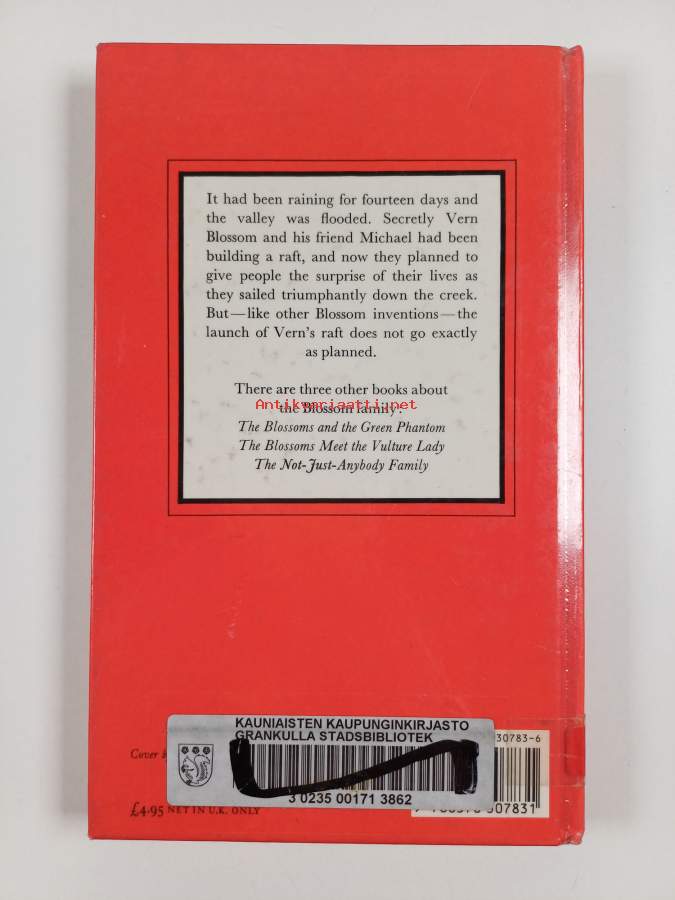 It had been raining for fourteen days and
the valley was flooded. Secretly Vern
Blossom and his friend Michael had been
building a raft, and now they planned to
give people the surprise of their lives as
they sailed triumphantly down the creek.
But—like other Blossom inventions—the
launch of Vern's raft does not go exactly
as planned.
There are three other books about
Antikvariaatti.net
the Blossom family:
The Blossoms and the Green Phantom
The Blossoms Meet the Vulture Lady
The Not-Just-Anybody Family
KAUNIAISTEN KAUPUNGINKIRJASTO
GRANKULLA STADSBIBLIOTEK
30783-6
Cover
3 0235 00171 3862
307831
£4.95 NET IN U.K. ONLY